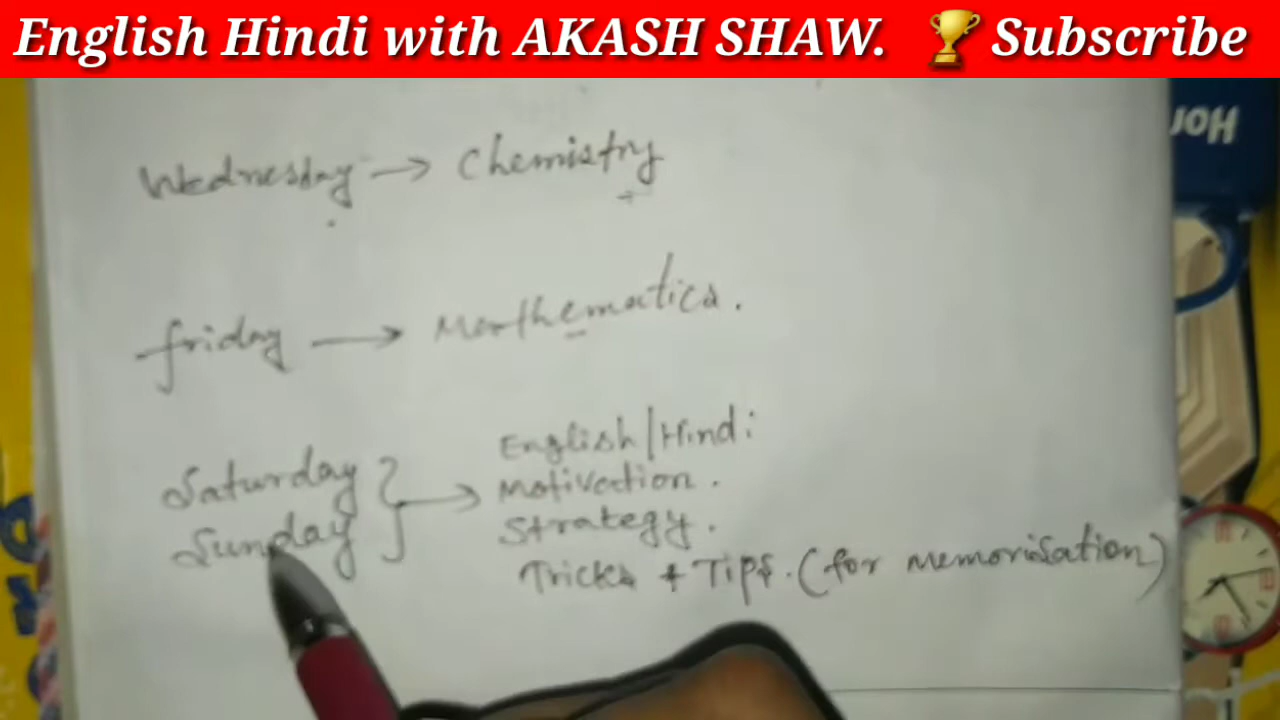 English Hindi with AKASH SHAW. 🏆 Subscribe
Hor
Wednesday → Chemistry
friday → Mathematics.
English/Hindi
Saturday
Motivation.
Sunday
Strategy.
Tricks + Tips. (for memorisation)